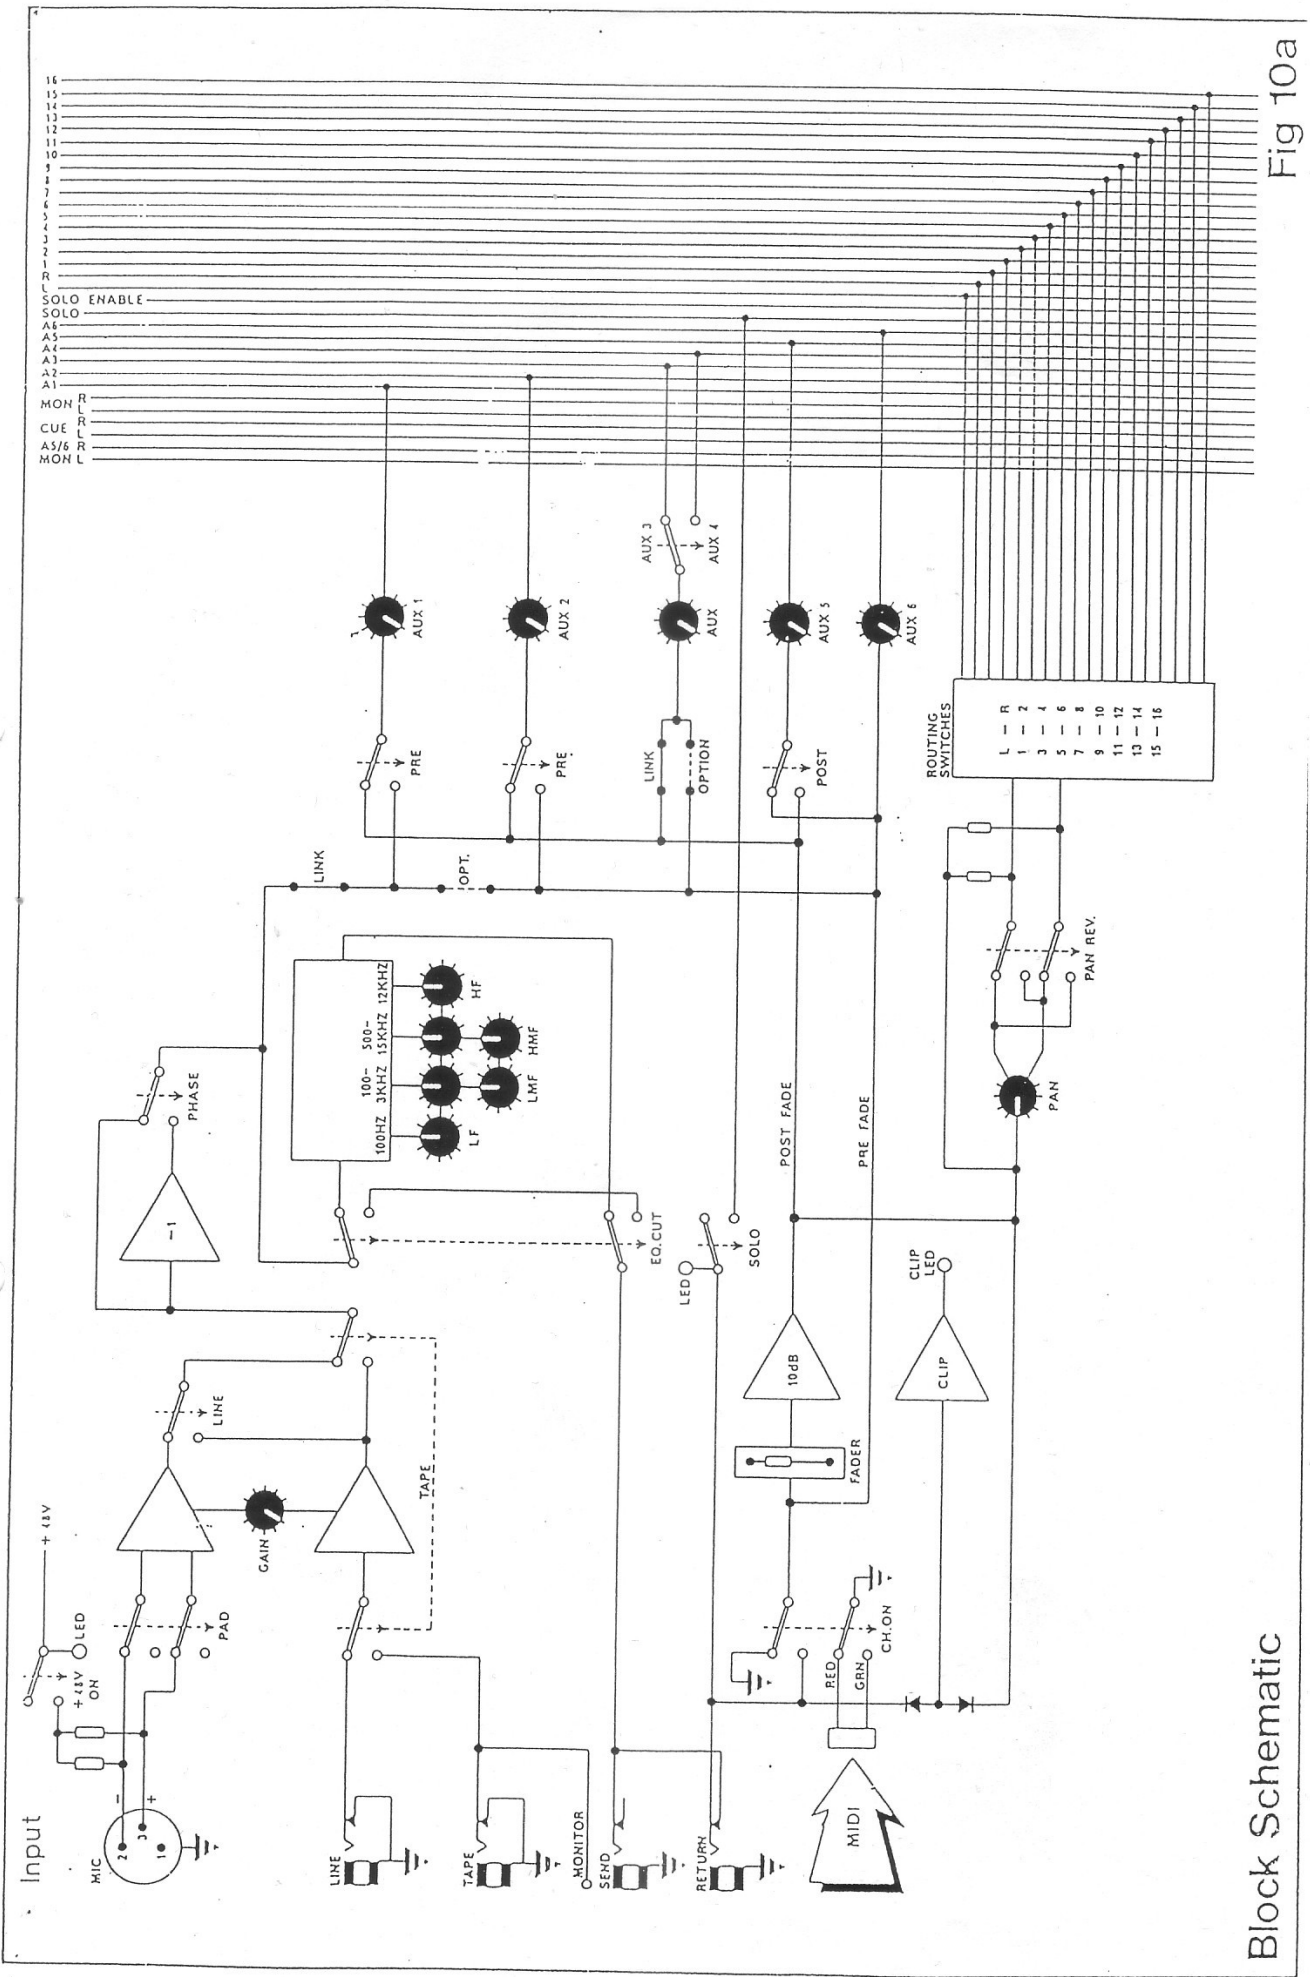 Input
MIC
2
3
1
-
+
+48V
LED
+48V
ON
PAD
GAIN
LINE
LINE
TAPE
TAPE
MONITOR
SEND
RETURN
MIDI
-1
PHASE
100HZ
100-
3KHZ
500-
15KHZ
12KHZ
LF
LMF
HMF
HF
EQ.CUT
LED
SOLO
LINK
OPT.
PRE
PRE
LINK
OPTION
POST
AUX 1
AUX 2
AUX
AUX 3
AUX 4
AUX 5
AUX 6
RED
GRN
CH.ON
FADER
10dB
CLIP
CLIP
LED
POST FADE
PRE FADE
PAN
PAN REV.
ROUTING
SWITCHES
L - R
1 - 2
3 - 4
5 - 6
7 - 8
9 - 10
11 - 12
13 - 14
15 - 16
16
15
14
13
12
11
10
9
8
7
6
5
4
3
2
1
R
L
SOLO ENABLE
SOLO
A6
A5
A4
A3
A2
A1
MON R
L
CUE R
L
A5/6 R
MON L
Block Schematic
Fig 10a